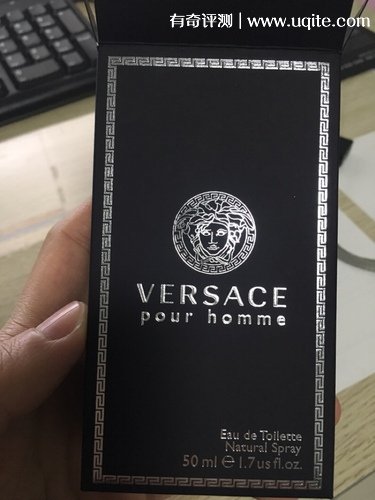 有奇评测 | www.uqite.com
VERSACE
pour homme
Eau de Toilette
Natural Spray
50 ml ℮ 1.7 us fl.oz.